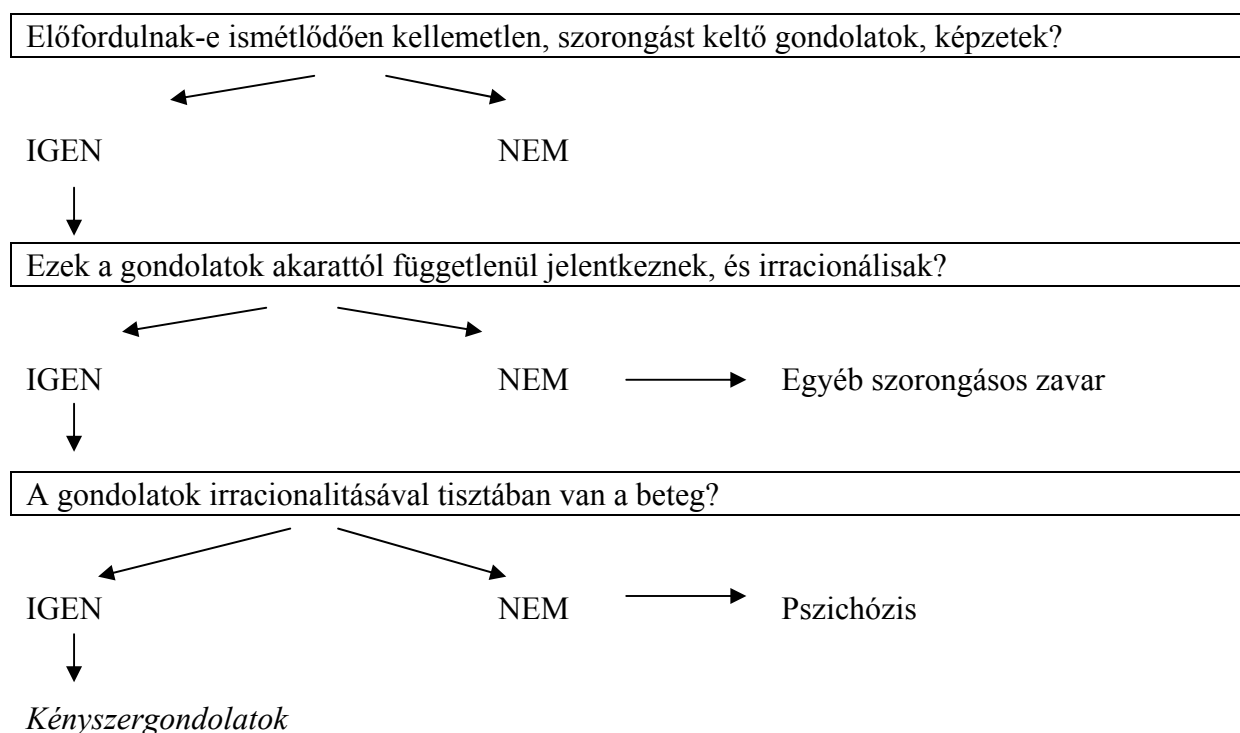 Előfordulnak-e ismétlődően kellemetlen, szorongást keltő gondolatok, képzetek?
IGEN NEM
Ezek a gondolatok akarattól függetlenül jelentkeznek, és irracionálisak?
IGEN NEM Egyéb szorongásos zavar
A gondolatok irracionalitásával tisztában van a beteg?
IGEN NEM Pszichózis
Kényszergondolatok